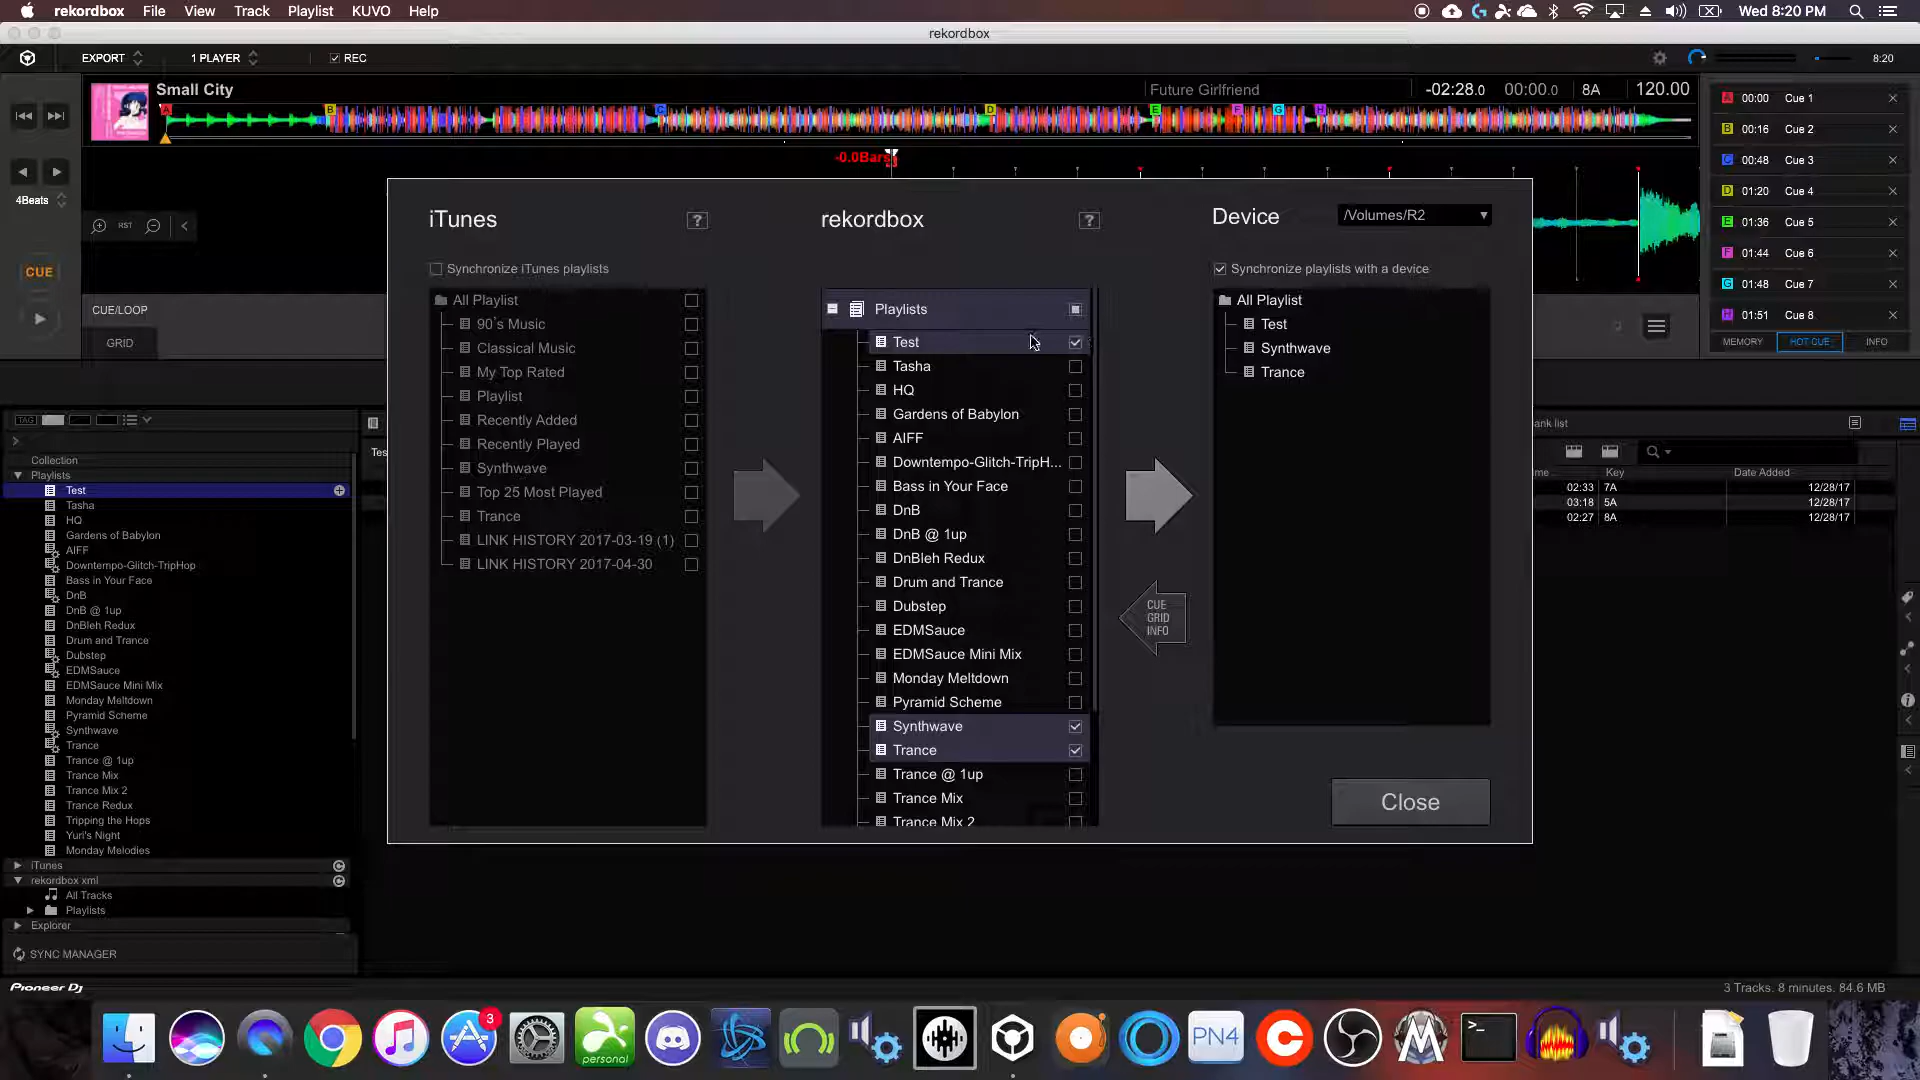 rekordbox File View Track Playlist KUVO Help
Wed 8:20 PM
rekordbox
EXPORT 1 PLAYER REC
8:20
Small City
Future Girlfriend -02:28.0 00:00.0 8A 120.00
A B C D E F G H
-0.0Bars
A 00:00 Cue 1
B 00:16 Cue 2
C 00:48 Cue 3
D 01:20 Cue 4
E 01:36 Cue 5
F 01:44 Cue 6
G 01:48 Cue 7
H 01:51 Cue 8
MEMORY HOT CUE INFO
4Beats
RST
CUE
CUE/LOOP
GRID
iTunes ?
Synchronize iTunes playlists
All Playlist
90's Music
Classical Music
My Top Rated
Playlist
Recently Added
Recently Played
Synthwave
Top 25 Most Played
Trance
LINK HISTORY 2017-03-19 (1)
LINK HISTORY 2017-04-30
rekordbox ?
Playlists
Test
Tasha
HQ
Gardens of Babylon
AIFF
Downtempo-Glitch-TripH...
Bass in Your Face
DnB
DnB @ 1up
DnBleh Redux
Drum and Trance
Dubstep
EDMSauce
EDMSauce Mini Mix
Monday Meltdown
Pyramid Scheme
Synthwave
Trance
Trance @ 1up
Trance Mix
Trance Mix 2
CUE
GRID
INFO
Device /Volumes/R2
Synchronize playlists with a device
All Playlist
Test
Synthwave
Trance
Close
TAG
Collection
Playlists
Test
Tasha
HQ
Gardens of Babylon
AIFF
Downtempo-Glitch-TripHop
Bass in Your Face
DnB
DnB @ 1up
DnBleh Redux
Drum and Trance
Dubstep
EDMSauce
EDMSauce Mini Mix
Monday Meltdown
Pyramid Scheme
Synthwave
Trance
Trance @ 1up
Trance Mix
Trance Mix 2
Trance Redux
Tripping the Hops
Yuri's Night
Monday Melodies
iTunes
rekordbox xml
All Tracks
Playlists
Explorer
SYNC MANAGER
Tes
ank list
me Key Date Added
02:33 7A 12/28/17
03:18 5A 12/28/17
02:27 8A 12/28/17
Pioneer Dj
3 Tracks. 8 minutes. 84.6 MB
3
personal
PN4